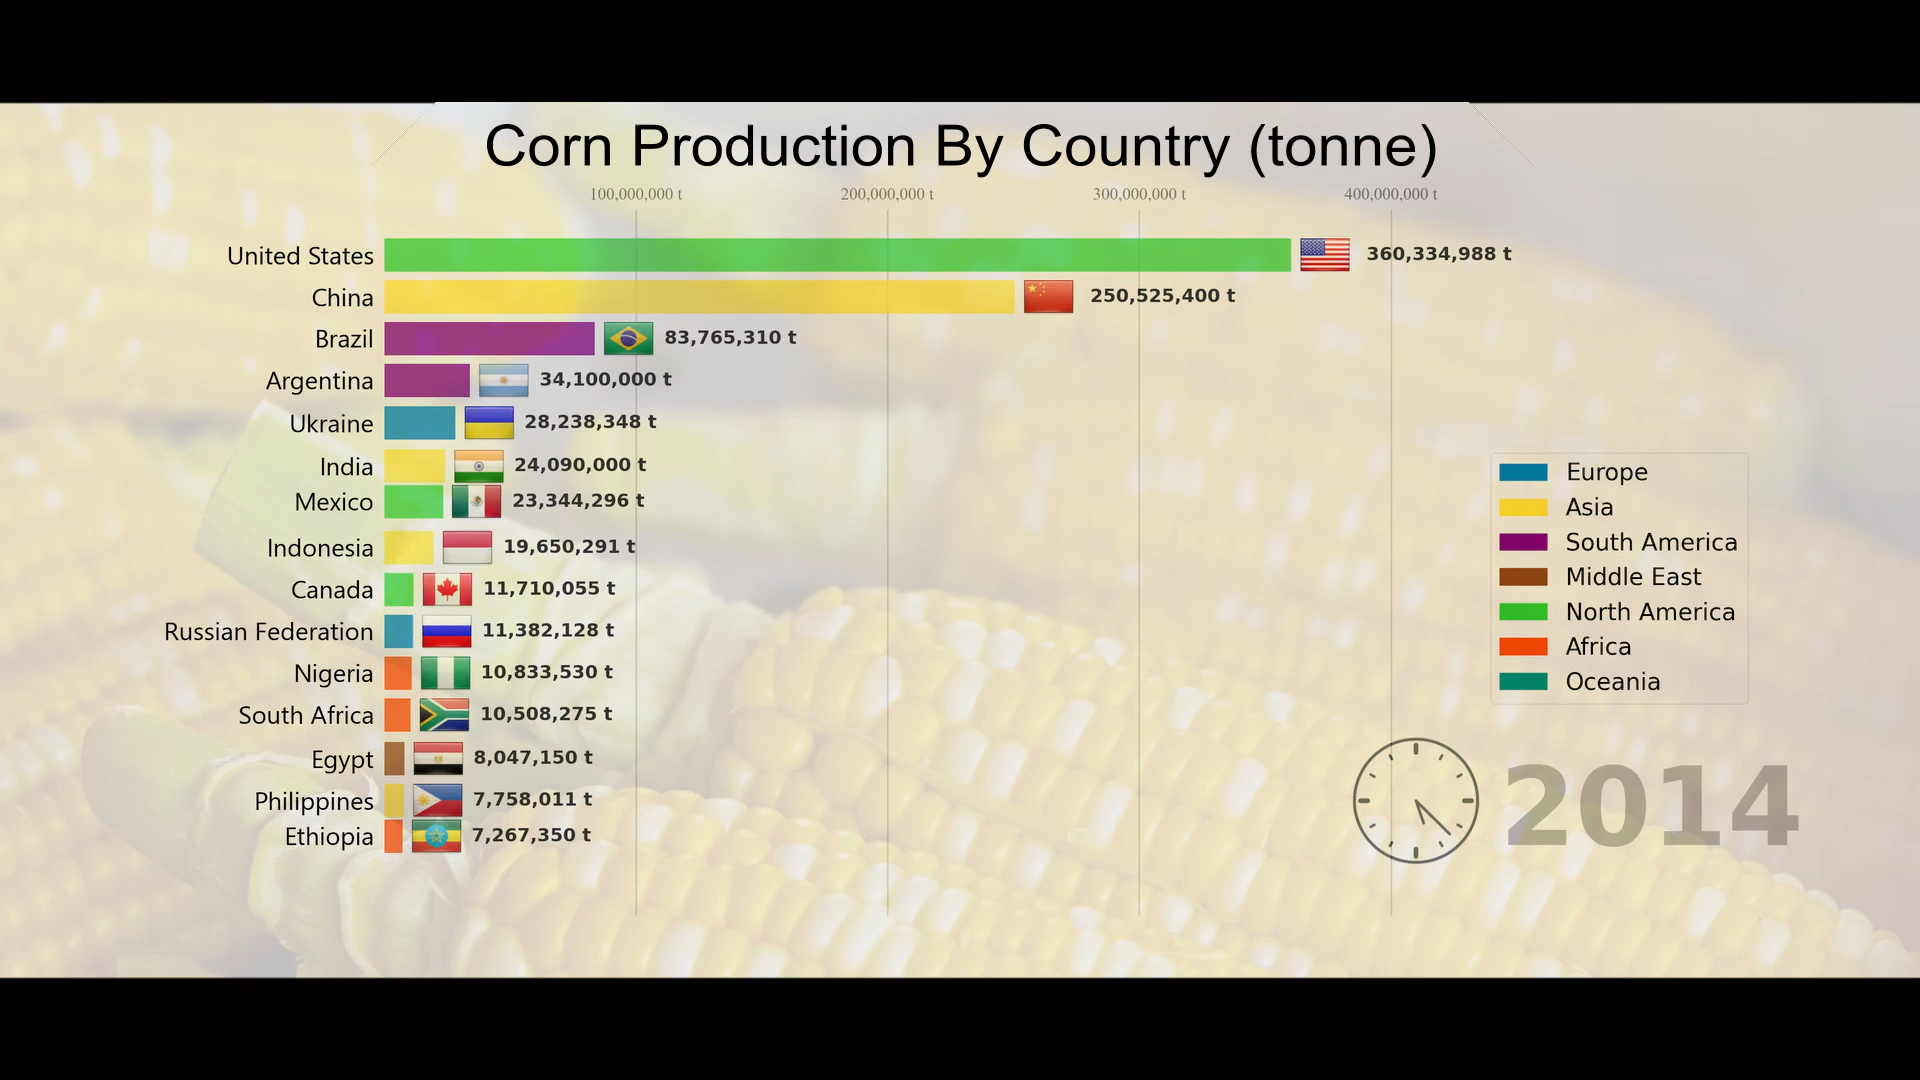 Corn Production By Country (tonne)
100,000,000 t 200,000,000 t 300,000,000 t 400,000,000 t
United States 360,334,988 t
China 250,525,400 t
Brazil 83,765,310 t
Argentina 34,100,000 t
Ukraine 28,238,348 t
India 24,090,000 t
Mexico 23,344,296 t
Indonesia 19,650,291 t
Canada 11,710,055 t
Russian Federation 11,382,128 t
Nigeria 10,833,530 t
South Africa 10,508,275 t
Egypt 8,047,150 t
Philippines 7,758,011 t
Ethiopia 7,267,350 t
Europe
Asia
South America
Middle East
North America
Africa
Oceania
2014